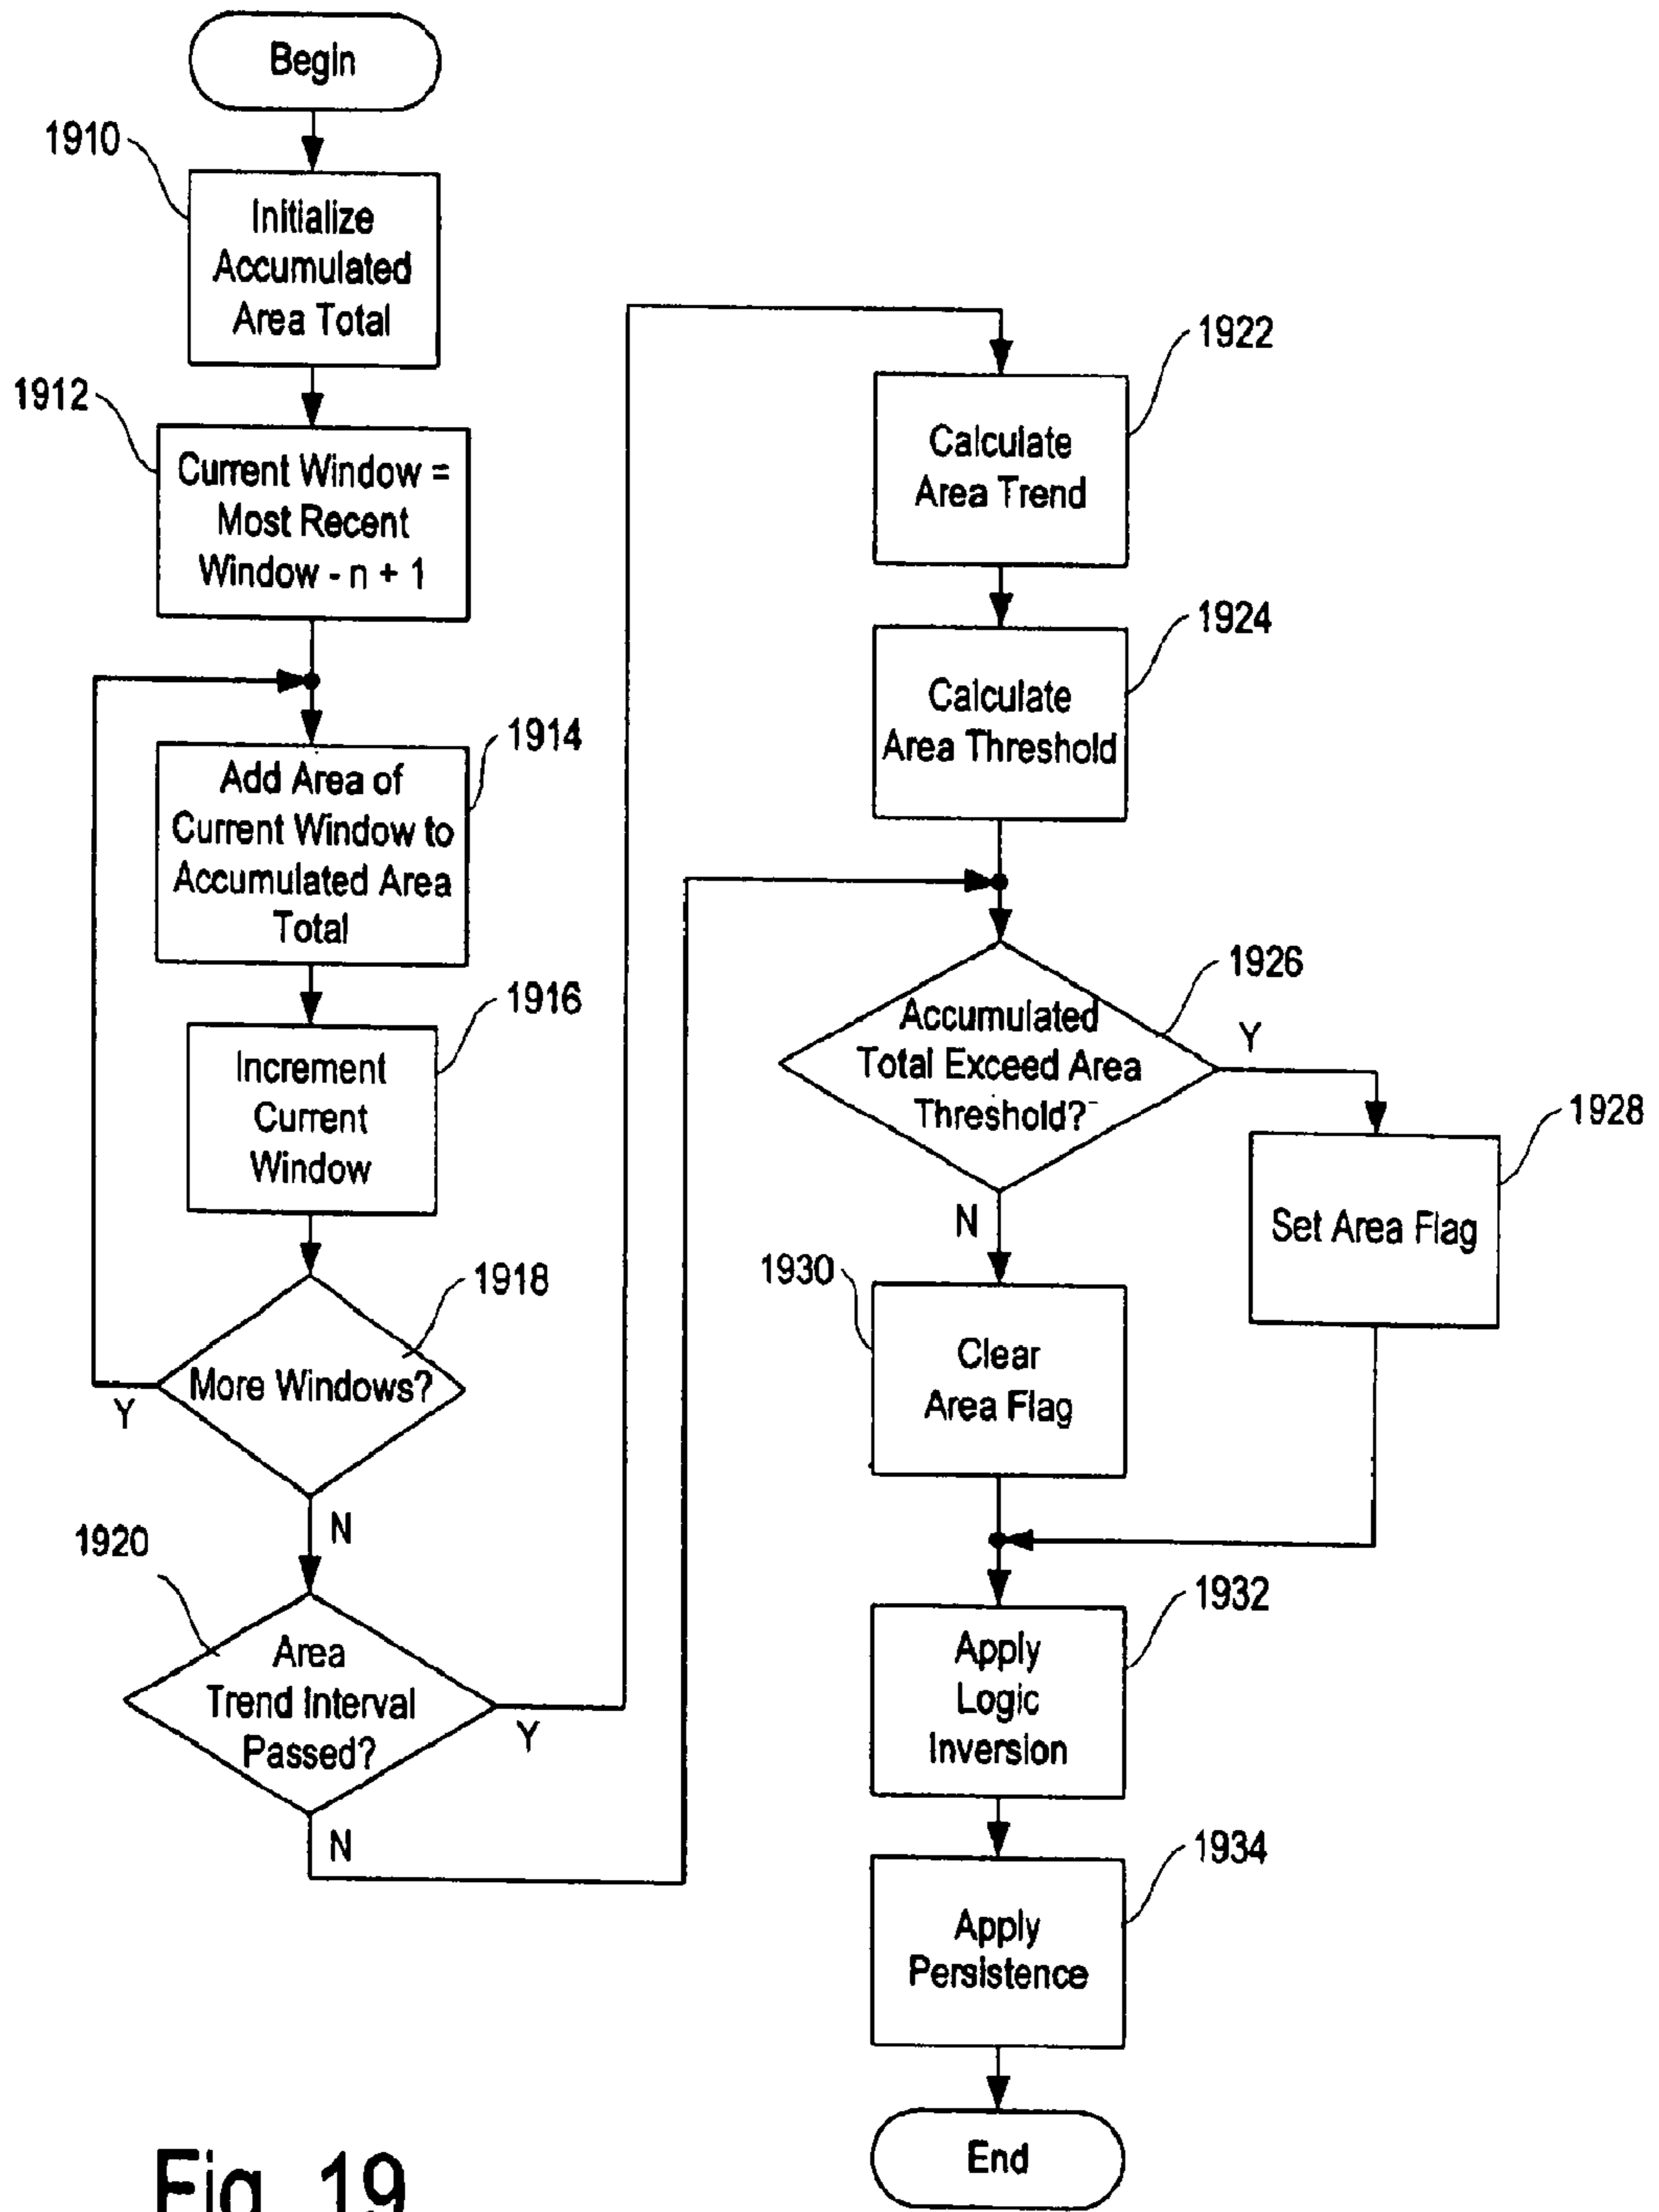 Begin
1910
Initialize
Accumulated
Area Total
1912
Current Window =
Most Recent
Window - n + 1
1914
Add Area of
Current Window to
Accumulated Area
Total
1916
Increment
Current
Window
1918
More Windows?
Y
N
1920
Area
Trend Interval
Passed?
Y
N
1922
Calculate
Area Trend
1924
Calculate
Area Threshold
1926
Accumulated
Total Exceed Area
Threshold?
Y
N
1928
Set Area Flag
1930
Clear
Area Flag
1932
Apply
Logic
Inversion
1934
Apply
Persistence
End
Fig. 19